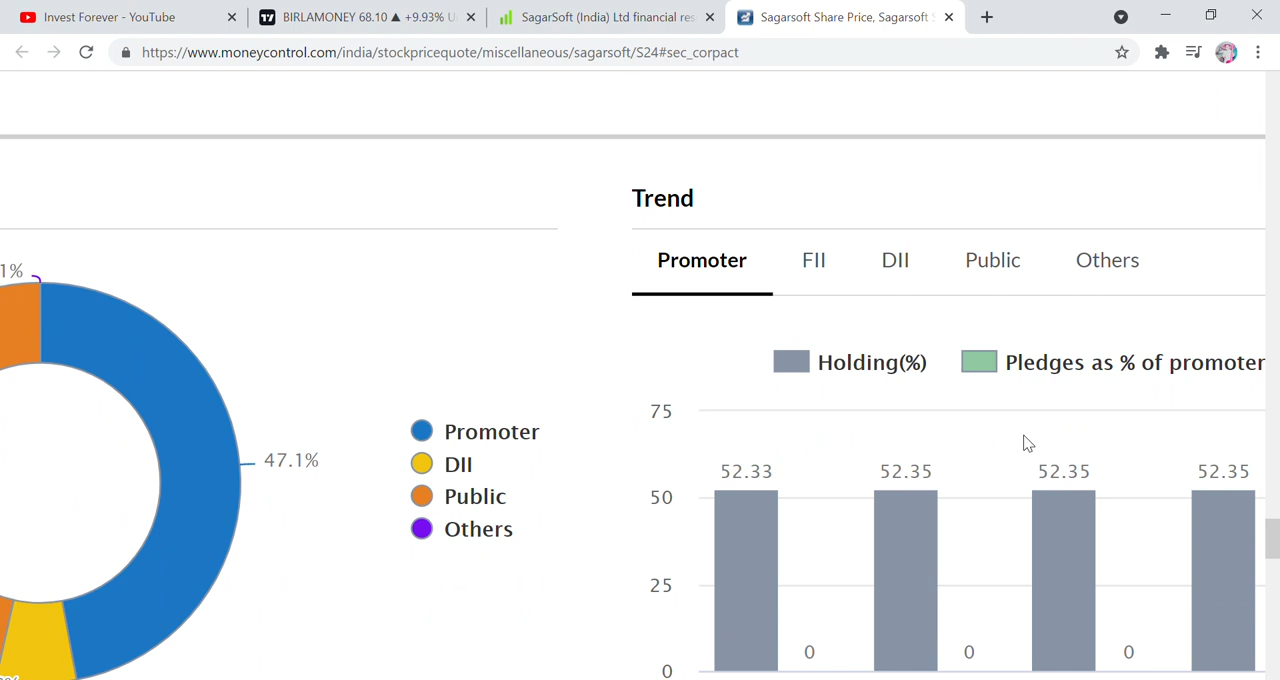 Invest Forever - YouTube
BIRLAMONEY 68.10 ▲ +9.93% U
SagarSoft (India) Ltd financial res
Sagarsoft Share Price, Sagarsoft S
https://www.moneycontrol.com/india/stockpricequote/miscellaneous/sagarsoft/S24#sec_corpact
Trend
Promoter FII DII Public Others
1%
Holding(%) Pledges as % of promoter
47.1%
Promoter
DII
Public
Others
75
52.33 52.35 52.35 52.35
50
25
0 0 0
0